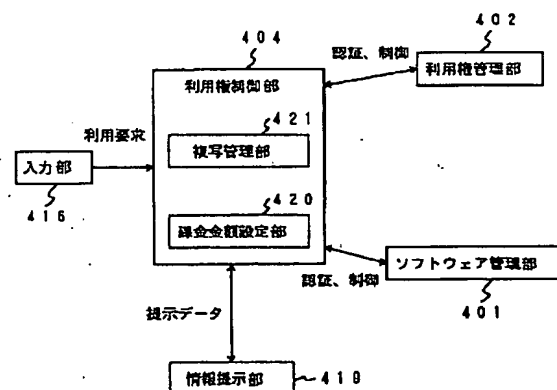 404
402
認証、制御
利用権管理部
利用権制御部
421
利用要求
複写管理部
入力部
416
420
課金金額設定部
ソフトウェア管理部
認証、制御
401
提示データ
情報提示部
419